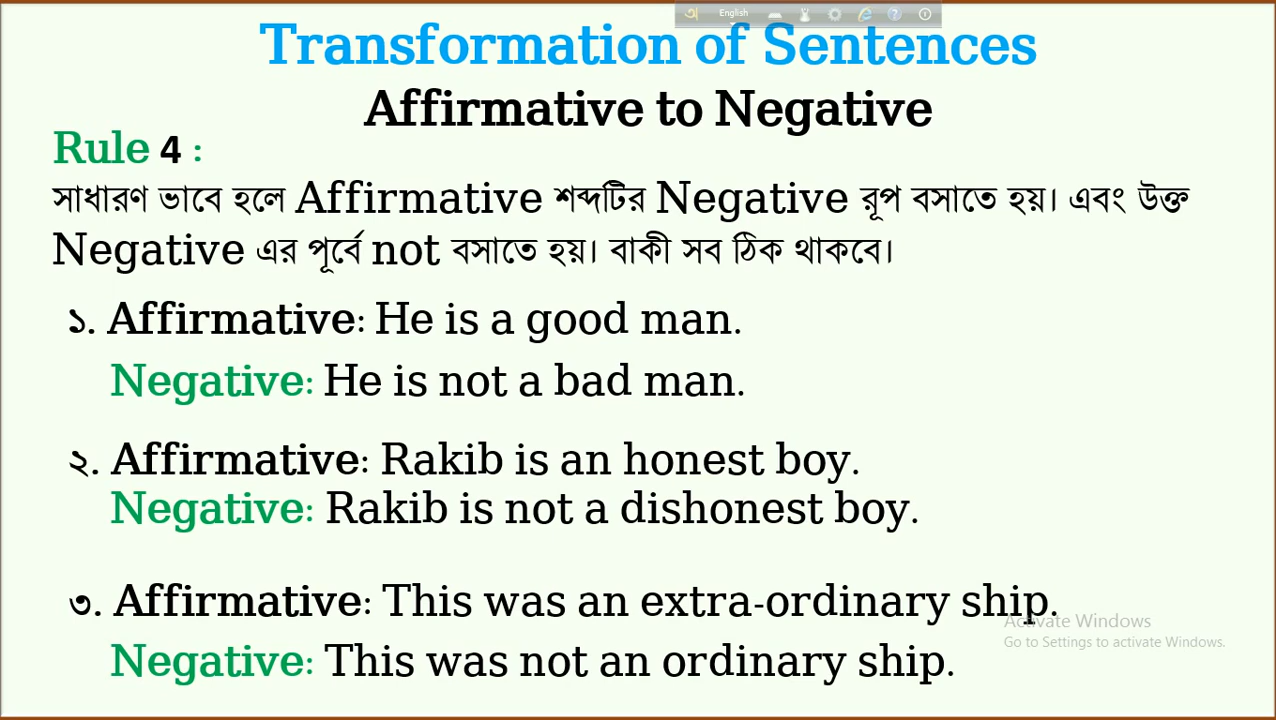 অ English
Transformation of Sentences
Affirmative to Negative
Rule 4 :
সাধারণ ভাবে হলে Affirmative শব্দটির Negative রূপ বসাতে হয়। এবং উক্ত
Negative এর পূর্বে not বসাতে হয়। বাকী সব ঠিক থাকবে।
১. Affirmative: He is a good man.
Negative: He is not a bad man.
২. Affirmative: Rakib is an honest boy.
Negative: Rakib is not a dishonest boy.
৩. Affirmative: This was an extra-ordinary ship.
Activate Windows
Go to Settings to activate Windows.
Negative: This was not an ordinary ship.